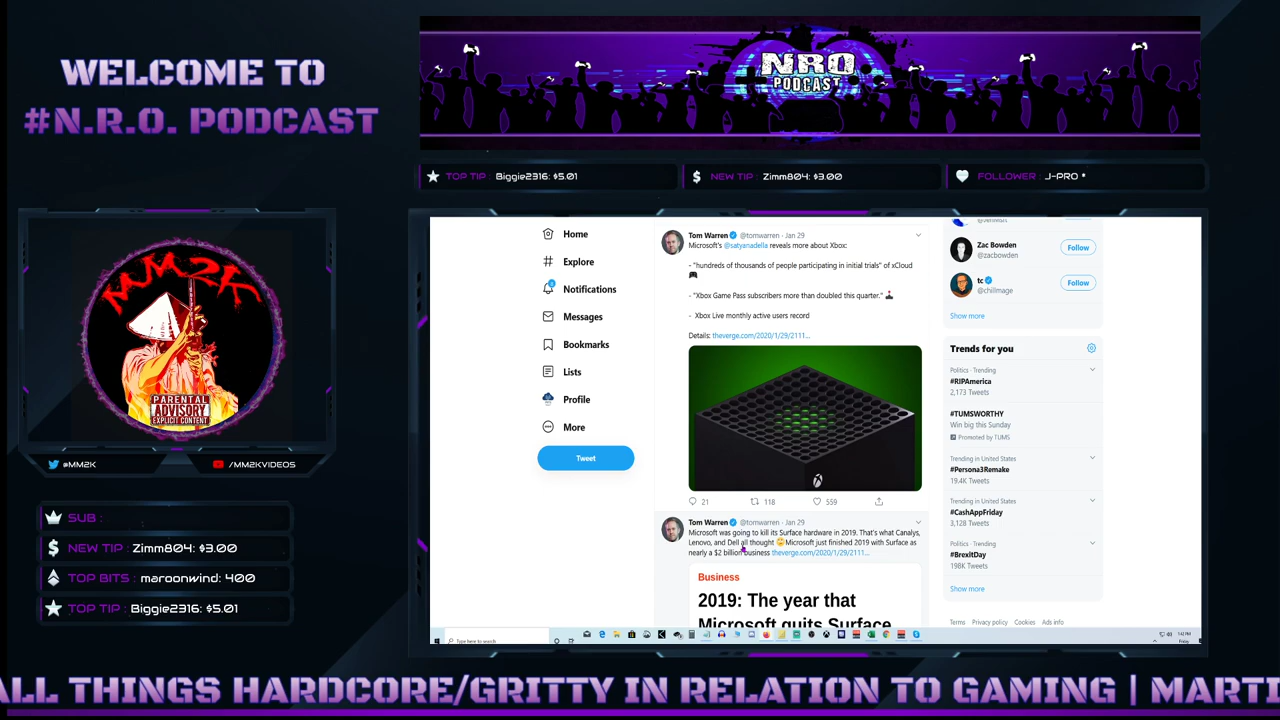 WELCOME TO
#N.R.O. PODCAST
NRO
PODCAST
TOP TIP : Biggie2316: $5.01
NEW TIP : Zimm804: $3.00
FOLLOWER : J-PRO *
MM2K
PARENTAL
ADVISORY
EXPLICIT CONTENT
@MM2K
/MM2KVIDEOS
SUB :
NEW TIP : Zimm804: $3.00
TOP BITS : maroonwind: 400
TOP TIP : Biggie2316: $5.01
Home
Explore
Notifications
Messages
Bookmarks
Lists
Profile
More
Tweet
Tom Warren @tomwarren · Jan 29
Microsoft's @satyanadella reveals more about Xbox:
- "hundreds of thousands of people participating in initial trials" of xCloud
🎮
- "Xbox Game Pass subscribers more than doubled this quarter." 🕹️
- Xbox Live monthly active users record
Details: theverge.com/2020/1/29/2111...
21 118 559
Tom Warren @tomwarren · Jan 29
Microsoft was going to kill its Surface hardware in 2019. That's what Canalys,
Lenovo, and Dell all thought 🙄 Microsoft just finished 2019 with Surface as
nearly a $2 billion business theverge.com/2020/1/29/2111...
Business
2019: The year that
Microsoft quits Surface
Zac Bowden
@zacbowden
Follow
tc
@chillmage
Follow
Show more
Trends for you
Politics · Trending
#RIPAmerica
2,173 Tweets
#TUMSWORTHY
Win big this Sunday
Promoted by TUMS
Trending in United States
#Persona3Remake
19.4K Tweets
Trending in United States
#CashAppFriday
3,128 Tweets
Politics · Trending
#BrexitDay
198K Tweets
Show more
Terms Privacy policy Cookies Ads info
Type here to search
1:42 PM
Friday
ALL THINGS HARDCORE/GRITTY IN RELATION TO GAMING | MARTI